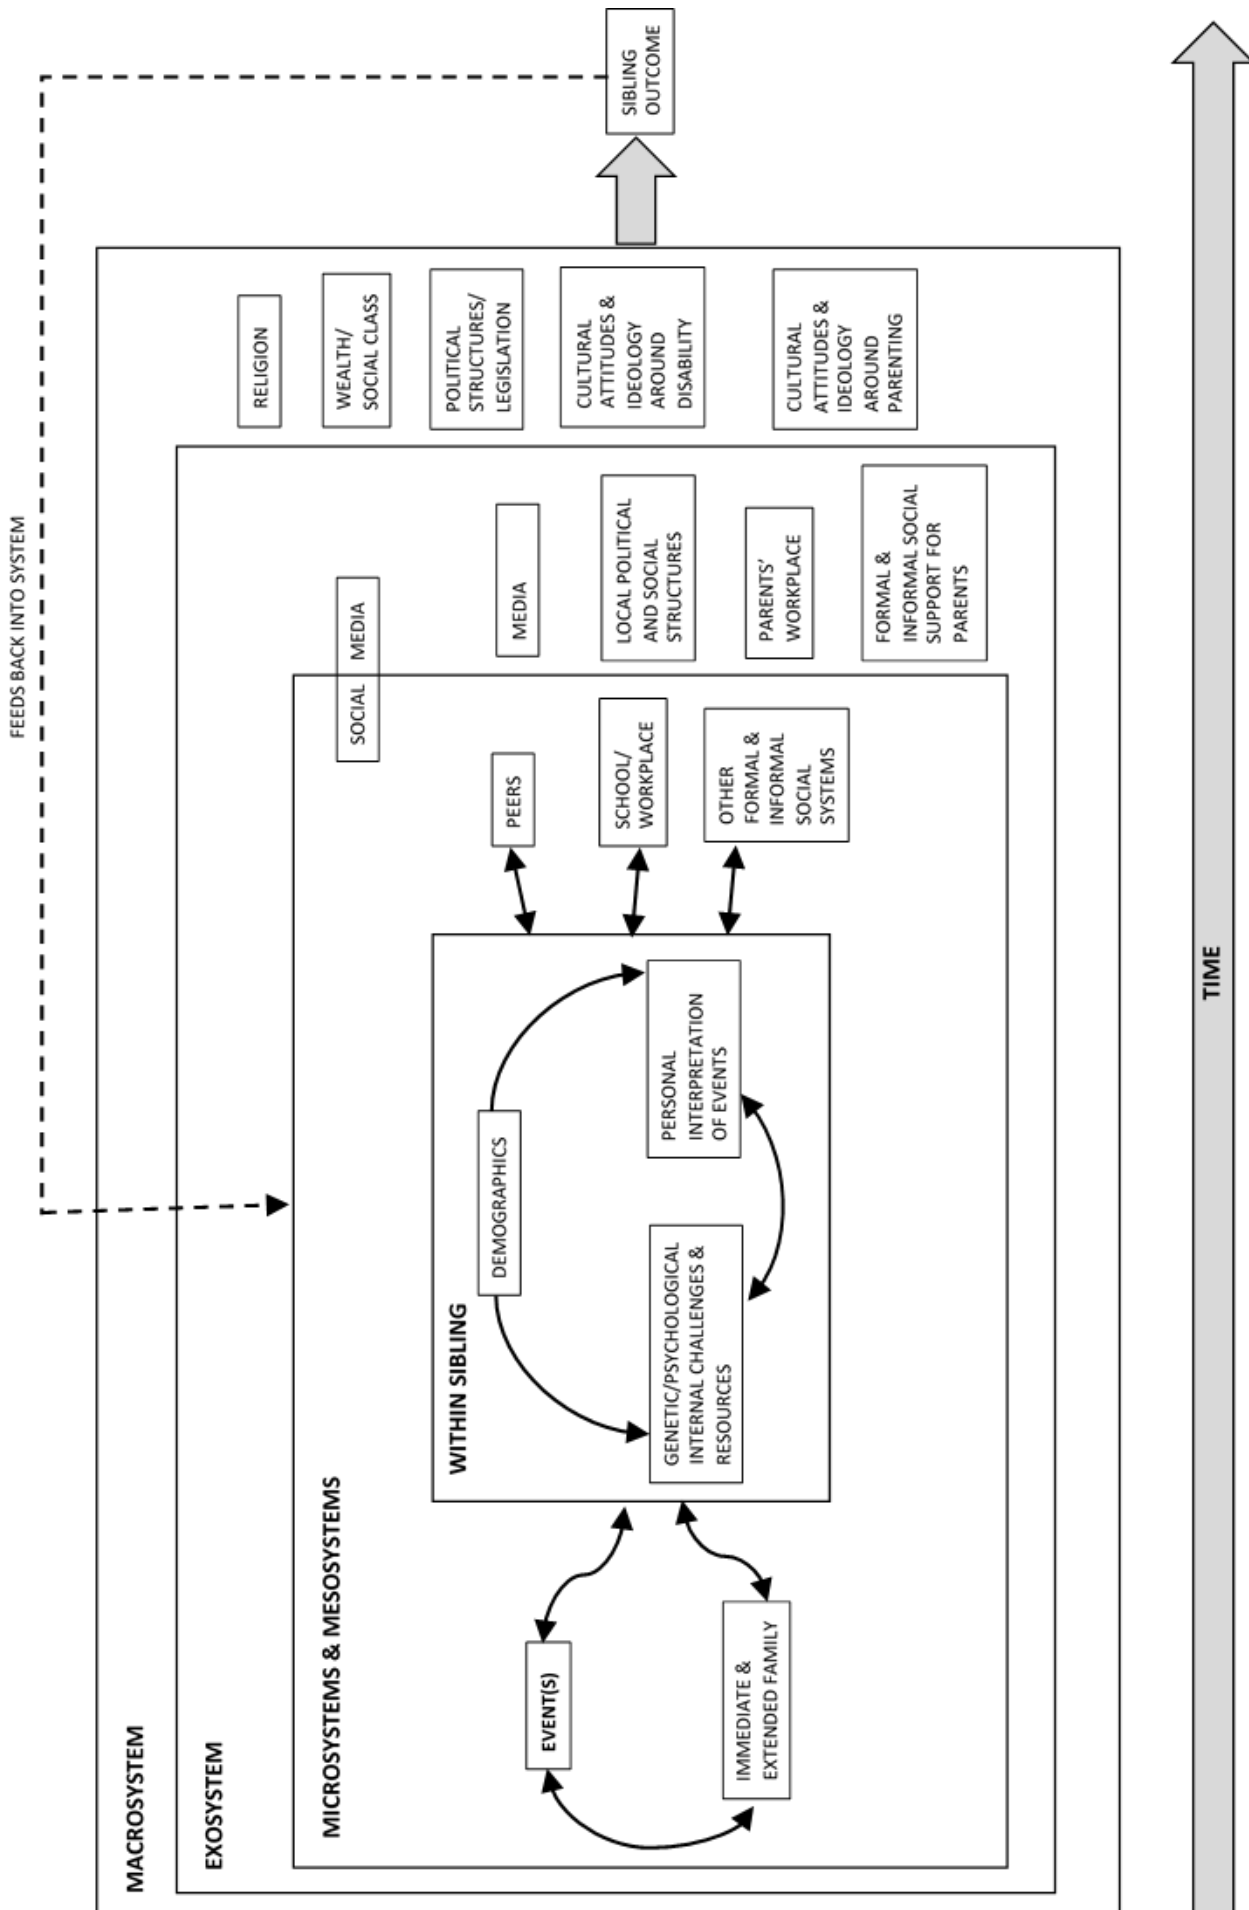 FEEDS BACK INTO SYSTEM
MACROSYSTEM
RELIGION
EXOSYSTEM
WEALTH/
SOCIAL CLASS
MICROSYSTEMS & MESOSYSTEMS
SOCIAL MEDIA
POLITICAL
STRUCTURES/
LEGISLATION
WITHIN SIBLING
DEMOGRAPHICS
PEERS
MEDIA
EVENT(S)
CULTURAL
ATTITUDES &
IDEOLOGY
AROUND
DISABILITY
SCHOOL/
WORKPLACE
LOCAL POLITICAL
AND SOCIAL
STRUCTURES
SIBLING
OUTCOME
GENETIC/PSYCHOLOGICAL
INTERNAL CHALLENGES &
RESOURCES
PERSONAL
INTERPRETATION
OF EVENTS
IMMEDIATE &
EXTENDED FAMILY
OTHER
FORMAL &
INFORMAL
SOCIAL
SYSTEMS
PARENTS'
WORKPLACE
CULTURAL
ATTITUDES &
IDEOLOGY
AROUND
PARENTING
FORMAL &
INFORMAL SOCIAL
SUPPORT FOR
PARENTS
TIME